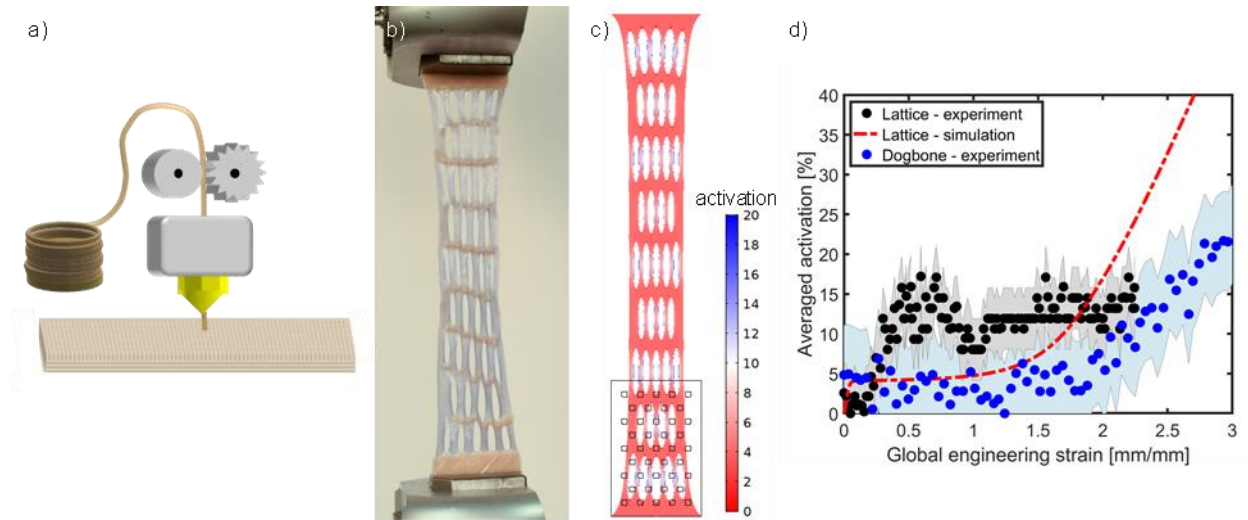 a)
b)
c)
d)
activation
20
18
16
14
12
10
8
6
4
2
0
40
35
30
25
20
15
10
5
0
Averaged activation [%]
Lattice - experiment
Lattice - simulation
Dogbone - experiment
0 0.5 1 1.5 2 2.5 3
Global engineering strain [mm/mm]